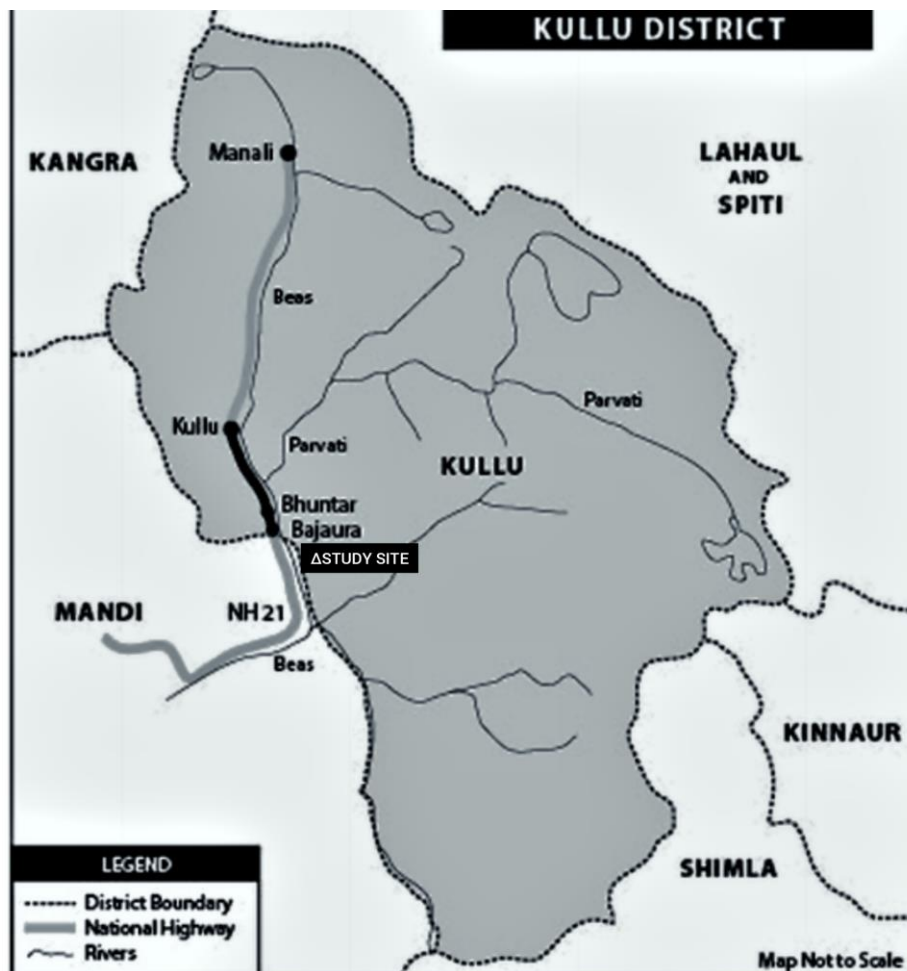 KULLU DISTRICT
KANGRA
Manali
LAHAUL
AND
SPITI
Beas
Parvati
Kullu
Parvati
KULLU
Bhuntar
Bajaura
ΔSTUDY SITE
MANDI
NH 21
Beas
KINNAUR
SHIMLA
LEGEND
District Boundary
National Highway
Rivers
Map Not to Scale